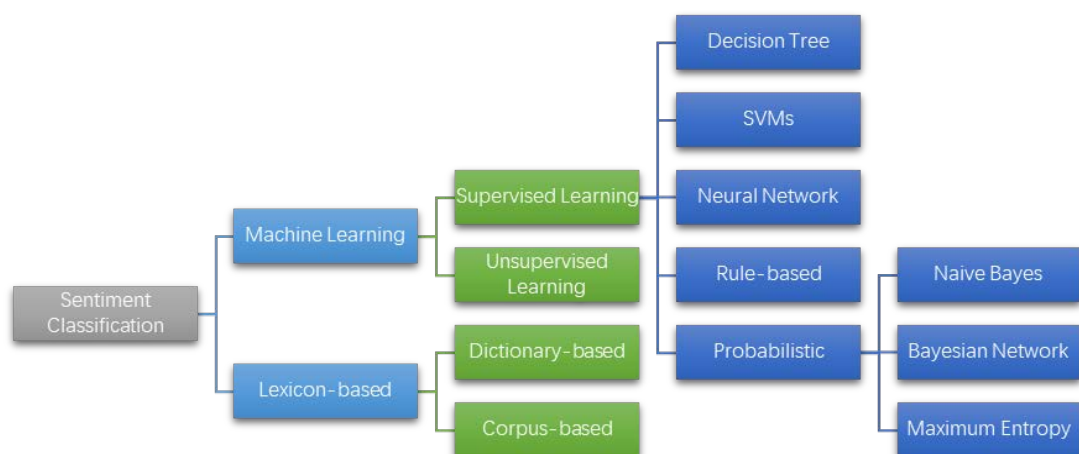 Decision Tree
SVMs
Supervised Learning
Neural Network
Machine Learning
Unsupervised
Learning
Rule-based
Naive Bayes
Sentiment
Classification
Dictionary-based
Probabilistic
Bayesian Network
Lexicon-based
Corpus-based
Maximum Entropy